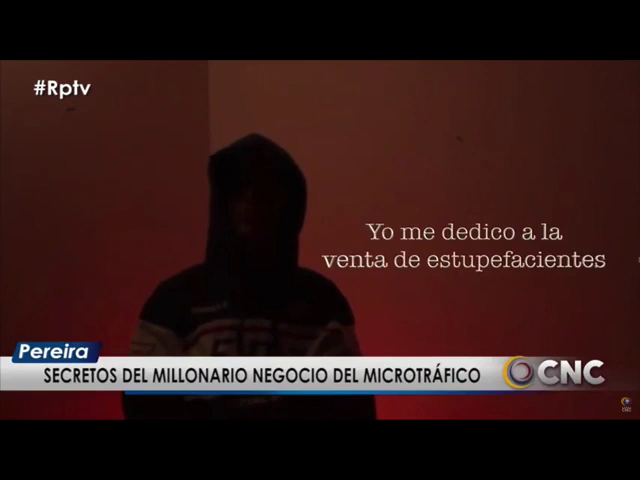 #Rptv
Yo me dedico a la
venta de estupefacientes
Pereira
SECRETOS DEL MILLONARIO NEGOCIO DEL MICROTRÁFICO
CNC